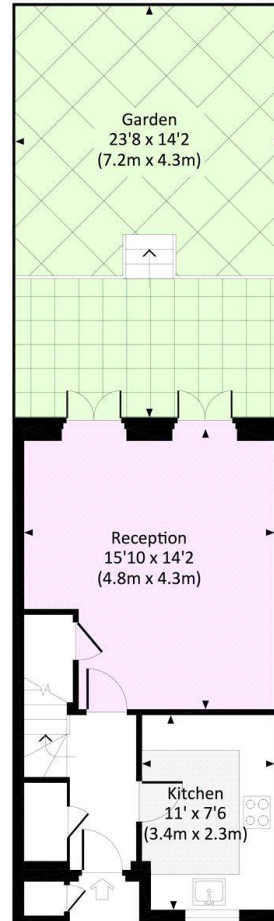 Garden
23'8 x 14'2
(7.2m x 4.3m)
Reception
15'10 x 14'2
(4.8m x 4.3m)
Kitchen
11' x 7'6
(3.4m x 2.3m)